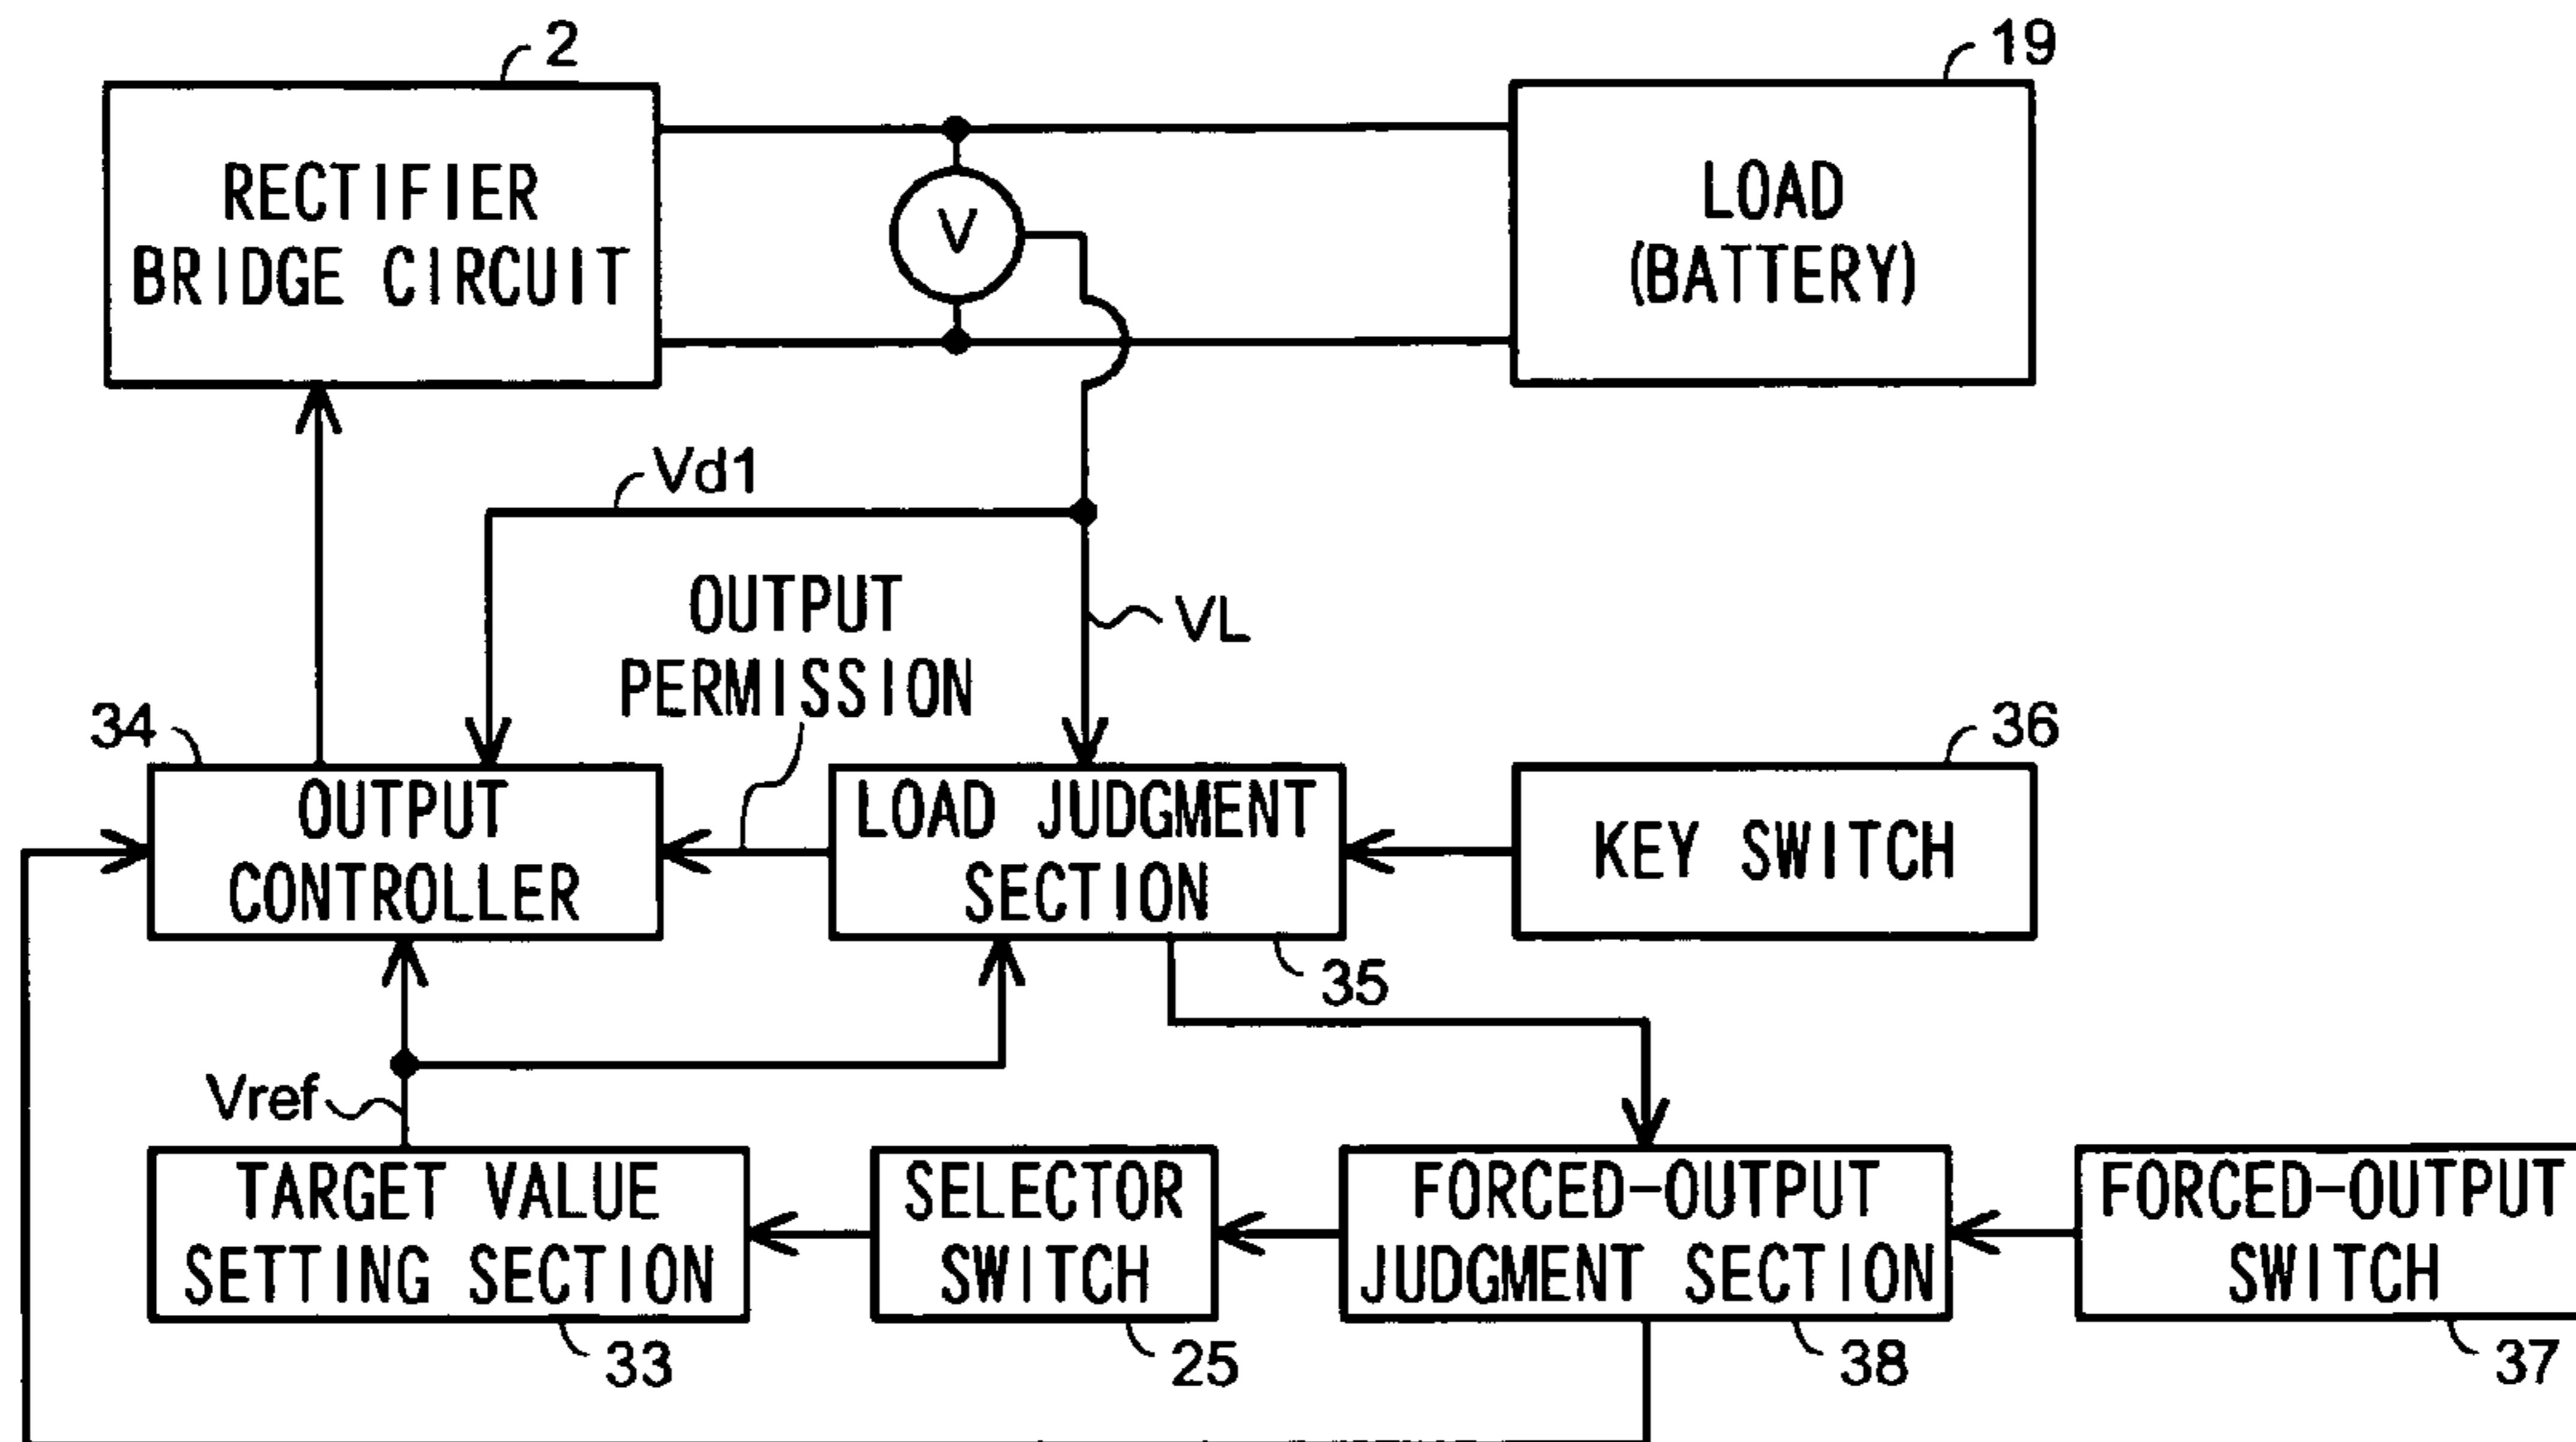 2
19
RECTIFIER
BRIDGE CIRCUIT
V
LOAD
(BATTERY)
Vd1
OUTPUT
PERMISSION
VL
34
36
OUTPUT
CONTROLLER
LOAD JUDGMENT
SECTION
KEY SWITCH
35
Vref
TARGET VALUE
SETTING SECTION
SELECTOR
SWITCH
FORCED-OUTPUT
JUDGMENT SECTION
FORCED-OUTPUT
SWITCH
33
25
38
37